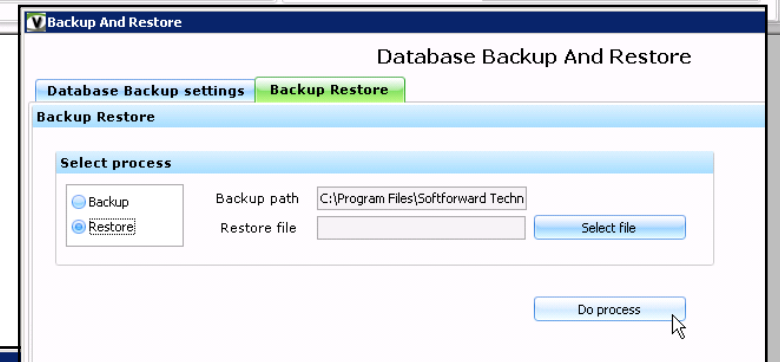 Backup And Restore
Database Backup And Restore
Database Backup settings Backup Restore
Backup Restore
Select process
Backup Backup path C:\Program Files\Softforward Techn
Restore Restore file Select file
Do process